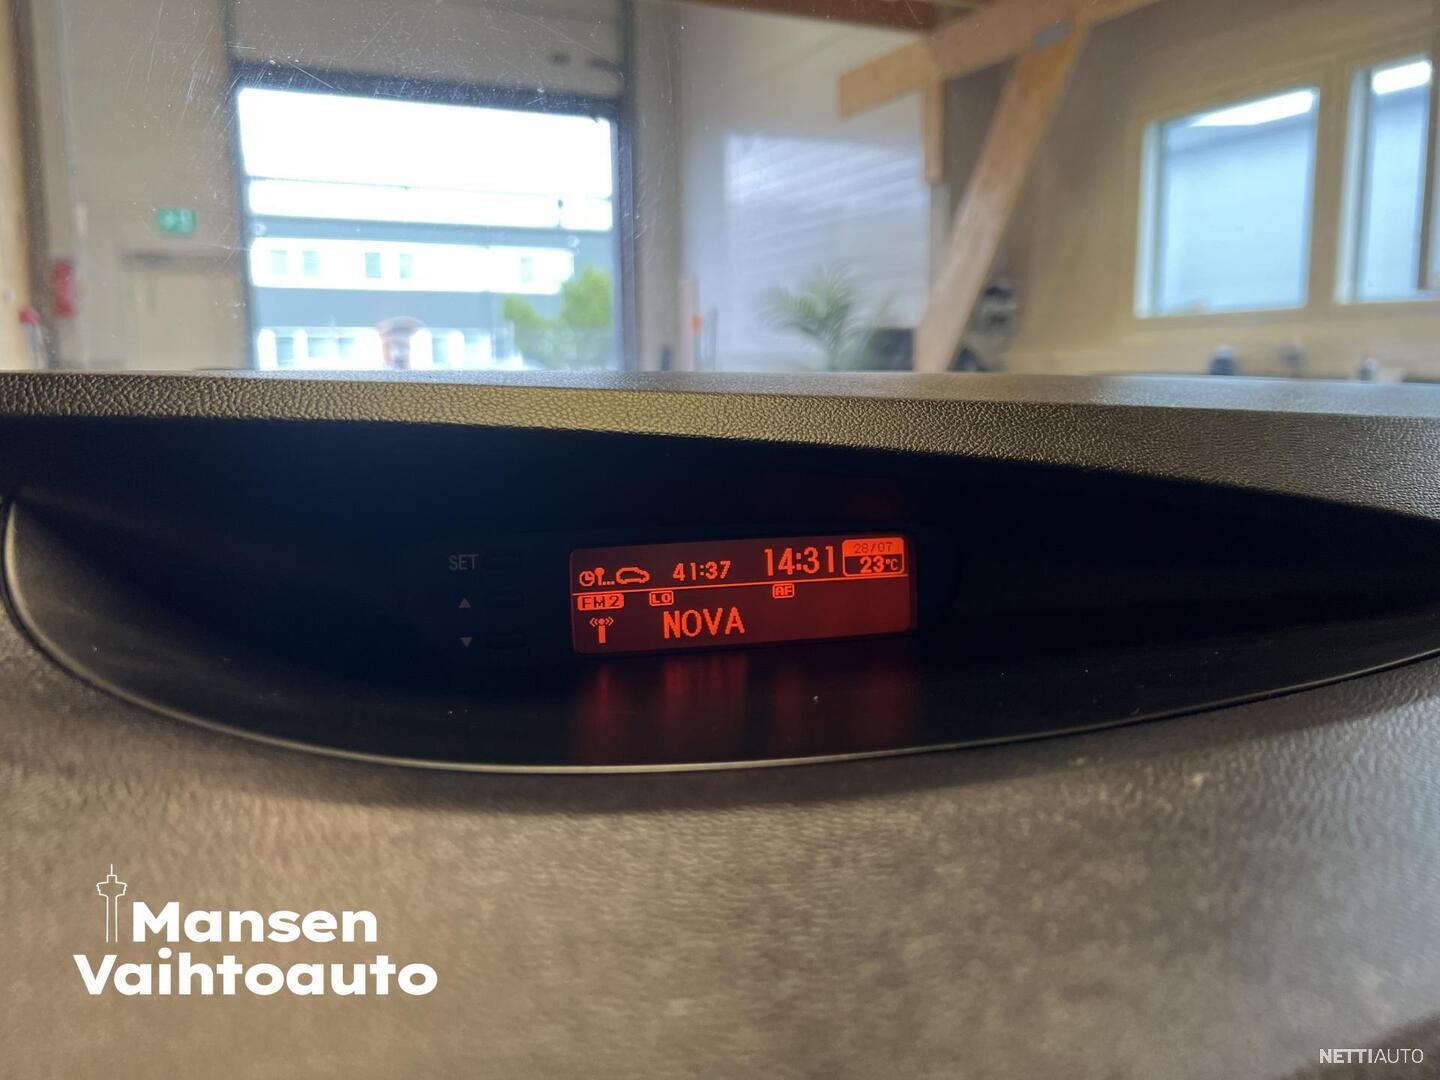 SET
41:37 14:31 28/07
23°C
FM2 LO AF
NOVA
Mansen
Vaihtoauto
NETTIAUTO